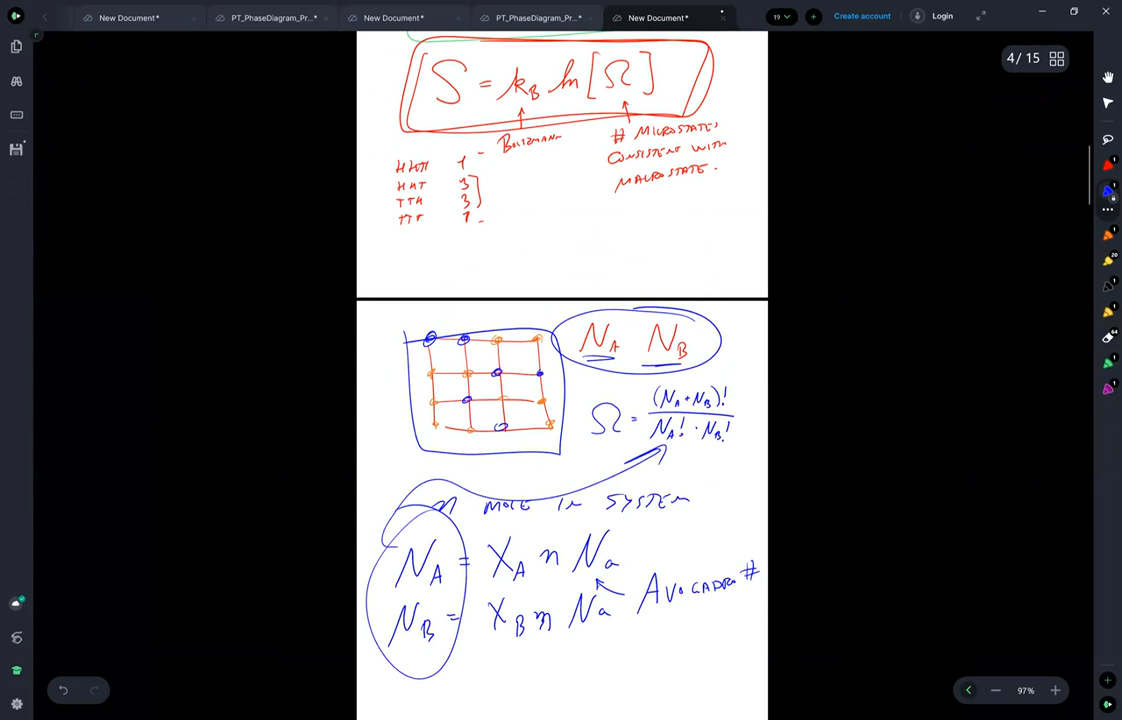 New Document*
PT_PhaseDiagram_Pr...*
New Document*
PT_PhaseDiagram_Pr...*
New Document*
19
Create account
Login
4 / 15
S = k_B ln [Ω]
BOLTZMANN
# MICROSTATES
CONSISTENT WITH
MACROSTATE.
HHH 1
HHT 3
TTH 3
TTT 1
N_A N_B
Ω = (N_A + N_B)! / N_A! · N_B!
n MOLE IN SYSTEM
N_A = X_A n N_a
N_B = X_B n N_a
AVOGADRO #
97%